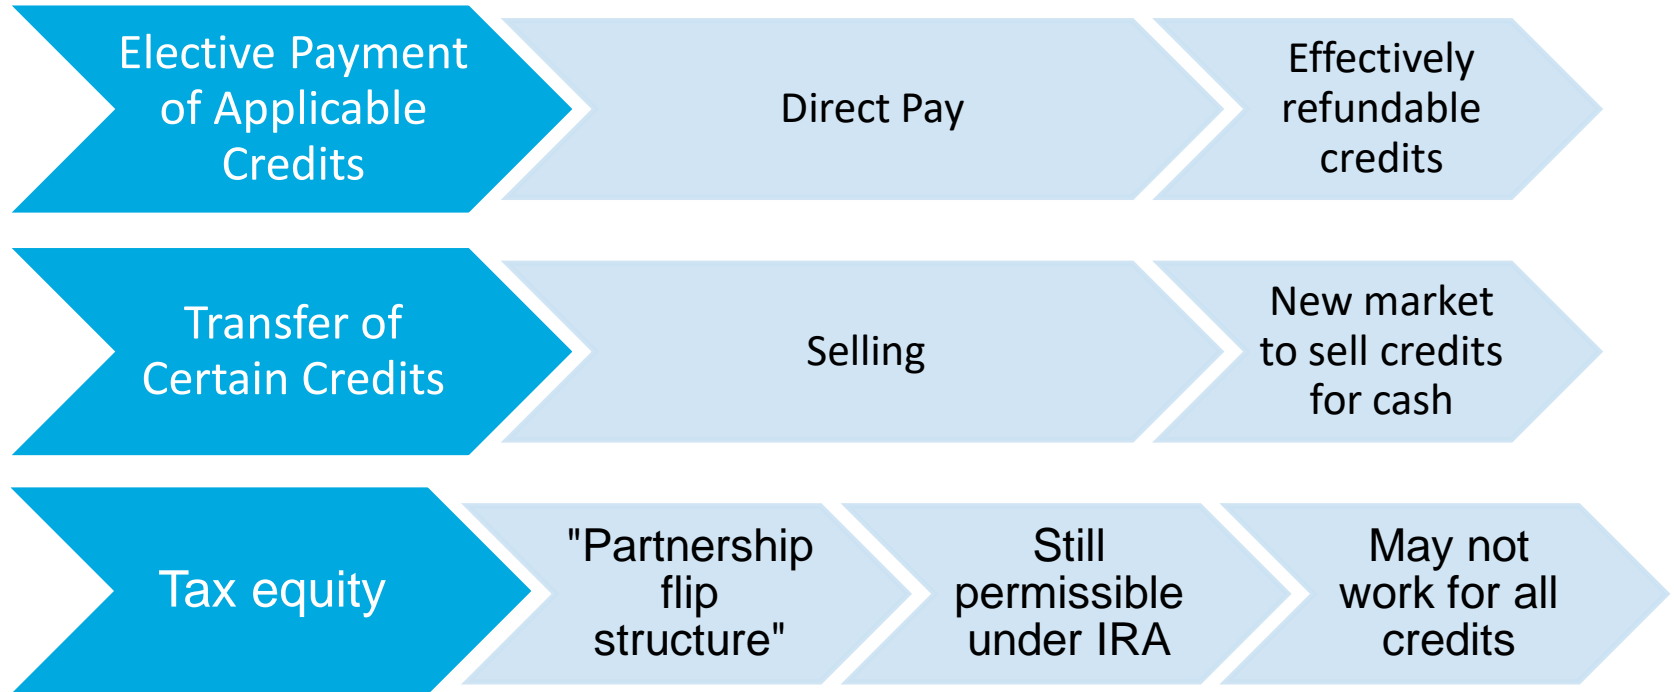 Elective Payment
of Applicable
Credits
Direct Pay
Effectively
refundable
credits
Transfer of
Certain Credits
Selling
New market
to sell credits
for cash
Tax equity
"Partnership
flip
structure"
Still
permissible
under IRA
May not
work for all
credits